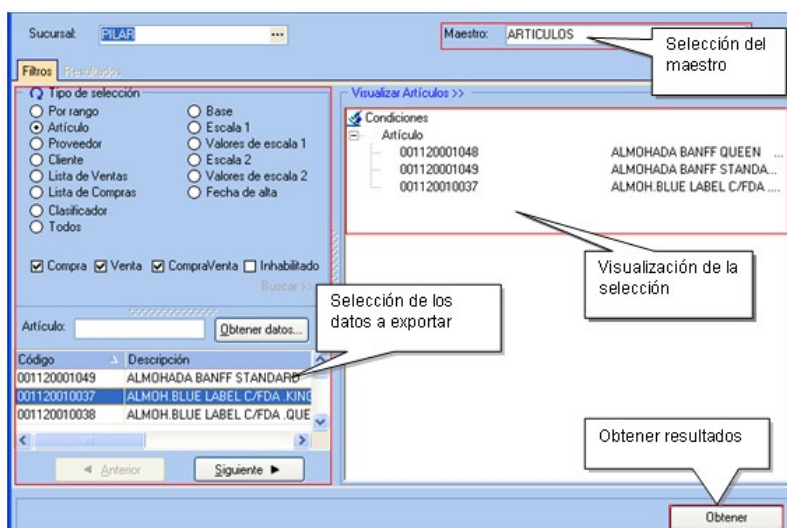 Sucursal: PILAR ...
Maestro: ARTICULOS
Selección del
maestro
Filtros Resultados
Tipo de selección
Por rango
Artículo
Proveedor
Cliente
Lista de Ventas
Lista de Compras
Clasificador
Todos
Base
Escala 1
Valores de escala 1
Escala 2
Valores de escala 2
Fecha de alta
Compra Venta CompraVenta Inhabilitado
Buscar >>
Artículo: Obtener datos...
Código Descripción
001120001049 ALMOHADA BANFF STANDARD
001120010037 ALMOH.BLUE LABEL C/FDA .KING
001120010038 ALMOH.BLUE LABEL C/FDA .QUE
Anterior Siguiente
Selección de los
datos a exportar
Visualizar Artículos >>
Condiciones
Artículo
001120001048 ALMOHADA BANFF QUEEN ...
001120001049 ALMOHADA BANFF STANDA...
001120010037 ALMOH.BLUE LABEL C/FDA ....
Visualización de la
selección
Obtener resultados
Obtener